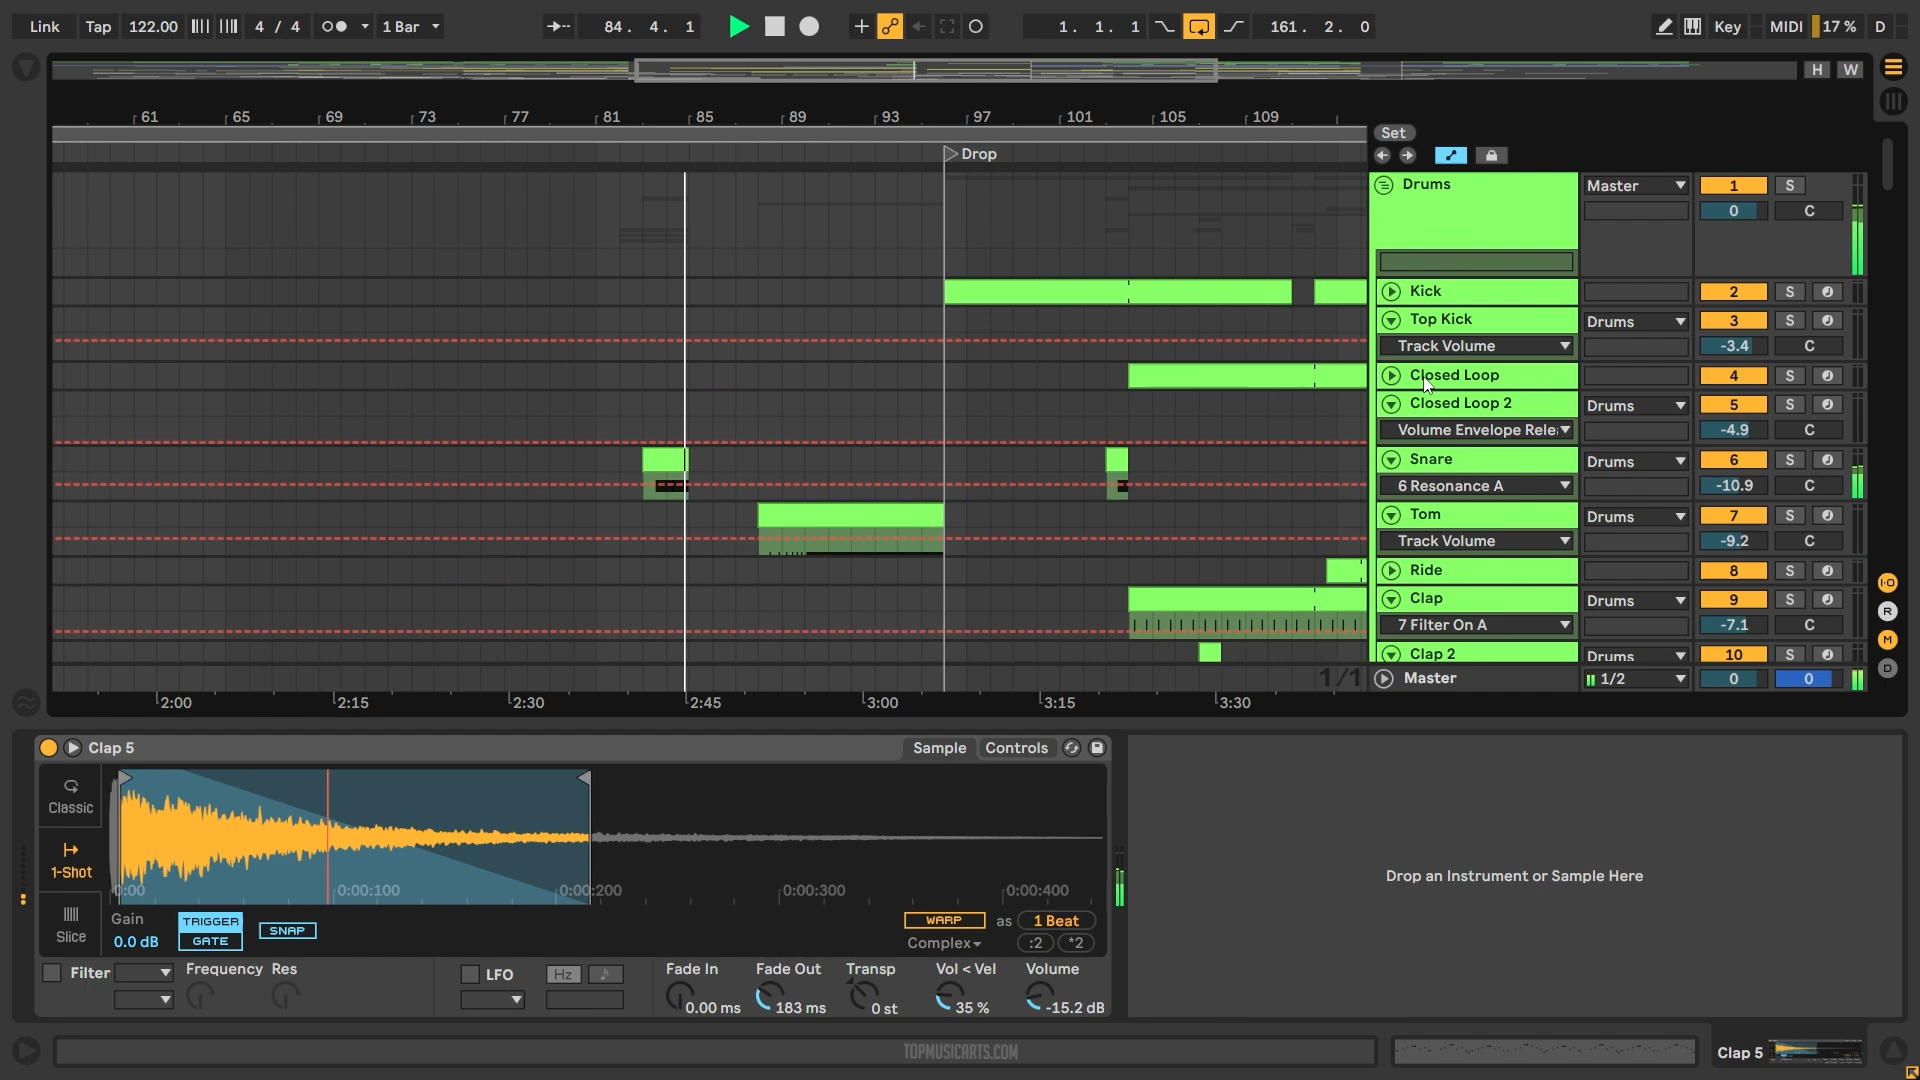 Link Tap 122.00 4 / 4 1 Bar 84. 4. 1 1. 1. 1 161. 2. 0 Key MIDI 17 % D
H W
61 65 69 73 77 81 85 89 93 97 101 105 109
Set
Drop
Drums Master 1 S
0 C
Kick 2 S
Top Kick Drums 3 S
Track Volume -3.4 C
Closed Loop 4 S
Closed Loop 2 Drums 5 S
Volume Envelope Rele: -4.9 C
Snare Drums 6 S
6 Resonance A -10.9 C
Tom Drums 7 S
Track Volume -9.2 C
Ride 8 S
I-O
Clap Drums 9 S
R
7 Filter On A -7.1 C
M
Clap 2 Drums 10 S
D
1/1 Master 1/2 0 0
2:00 2:15 2:30 2:45 3:00 3:15 3:30
Clap 5 Sample Controls
Classic
1-Shot
Slice
0:00 0:00:100 0:00:200 0:00:300 0:00:400
Gain TRIGGER SNAP WARP as 1 Beat
0.0 dB GATE Complex :2 *2
Filter Frequency Res LFO Hz Fade In Fade Out Transp Vol < Vel Volume
0.00 ms 183 ms 0 st 35 % -15.2 dB
Drop an Instrument or Sample Here
TOPMUSICARTS.COM
Clap 5